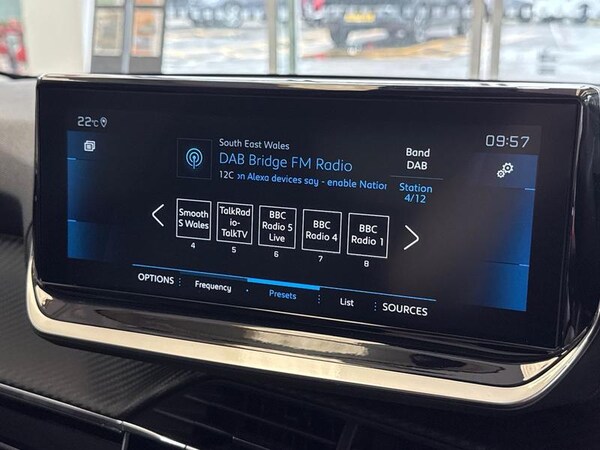 22°C
09:57
South East Wales
DAB Bridge FM Radio
12C on Alexa devices say - enable Nation
Band
DAB
Station
4/12
Smooth
S Wales
4
TalkRad
io-
TalkTV
5
BBC
Radio 5
Live
6
BBC
Radio 4
7
BBC
Radio 1
8
OPTIONS
Frequency
Presets
List
SOURCES